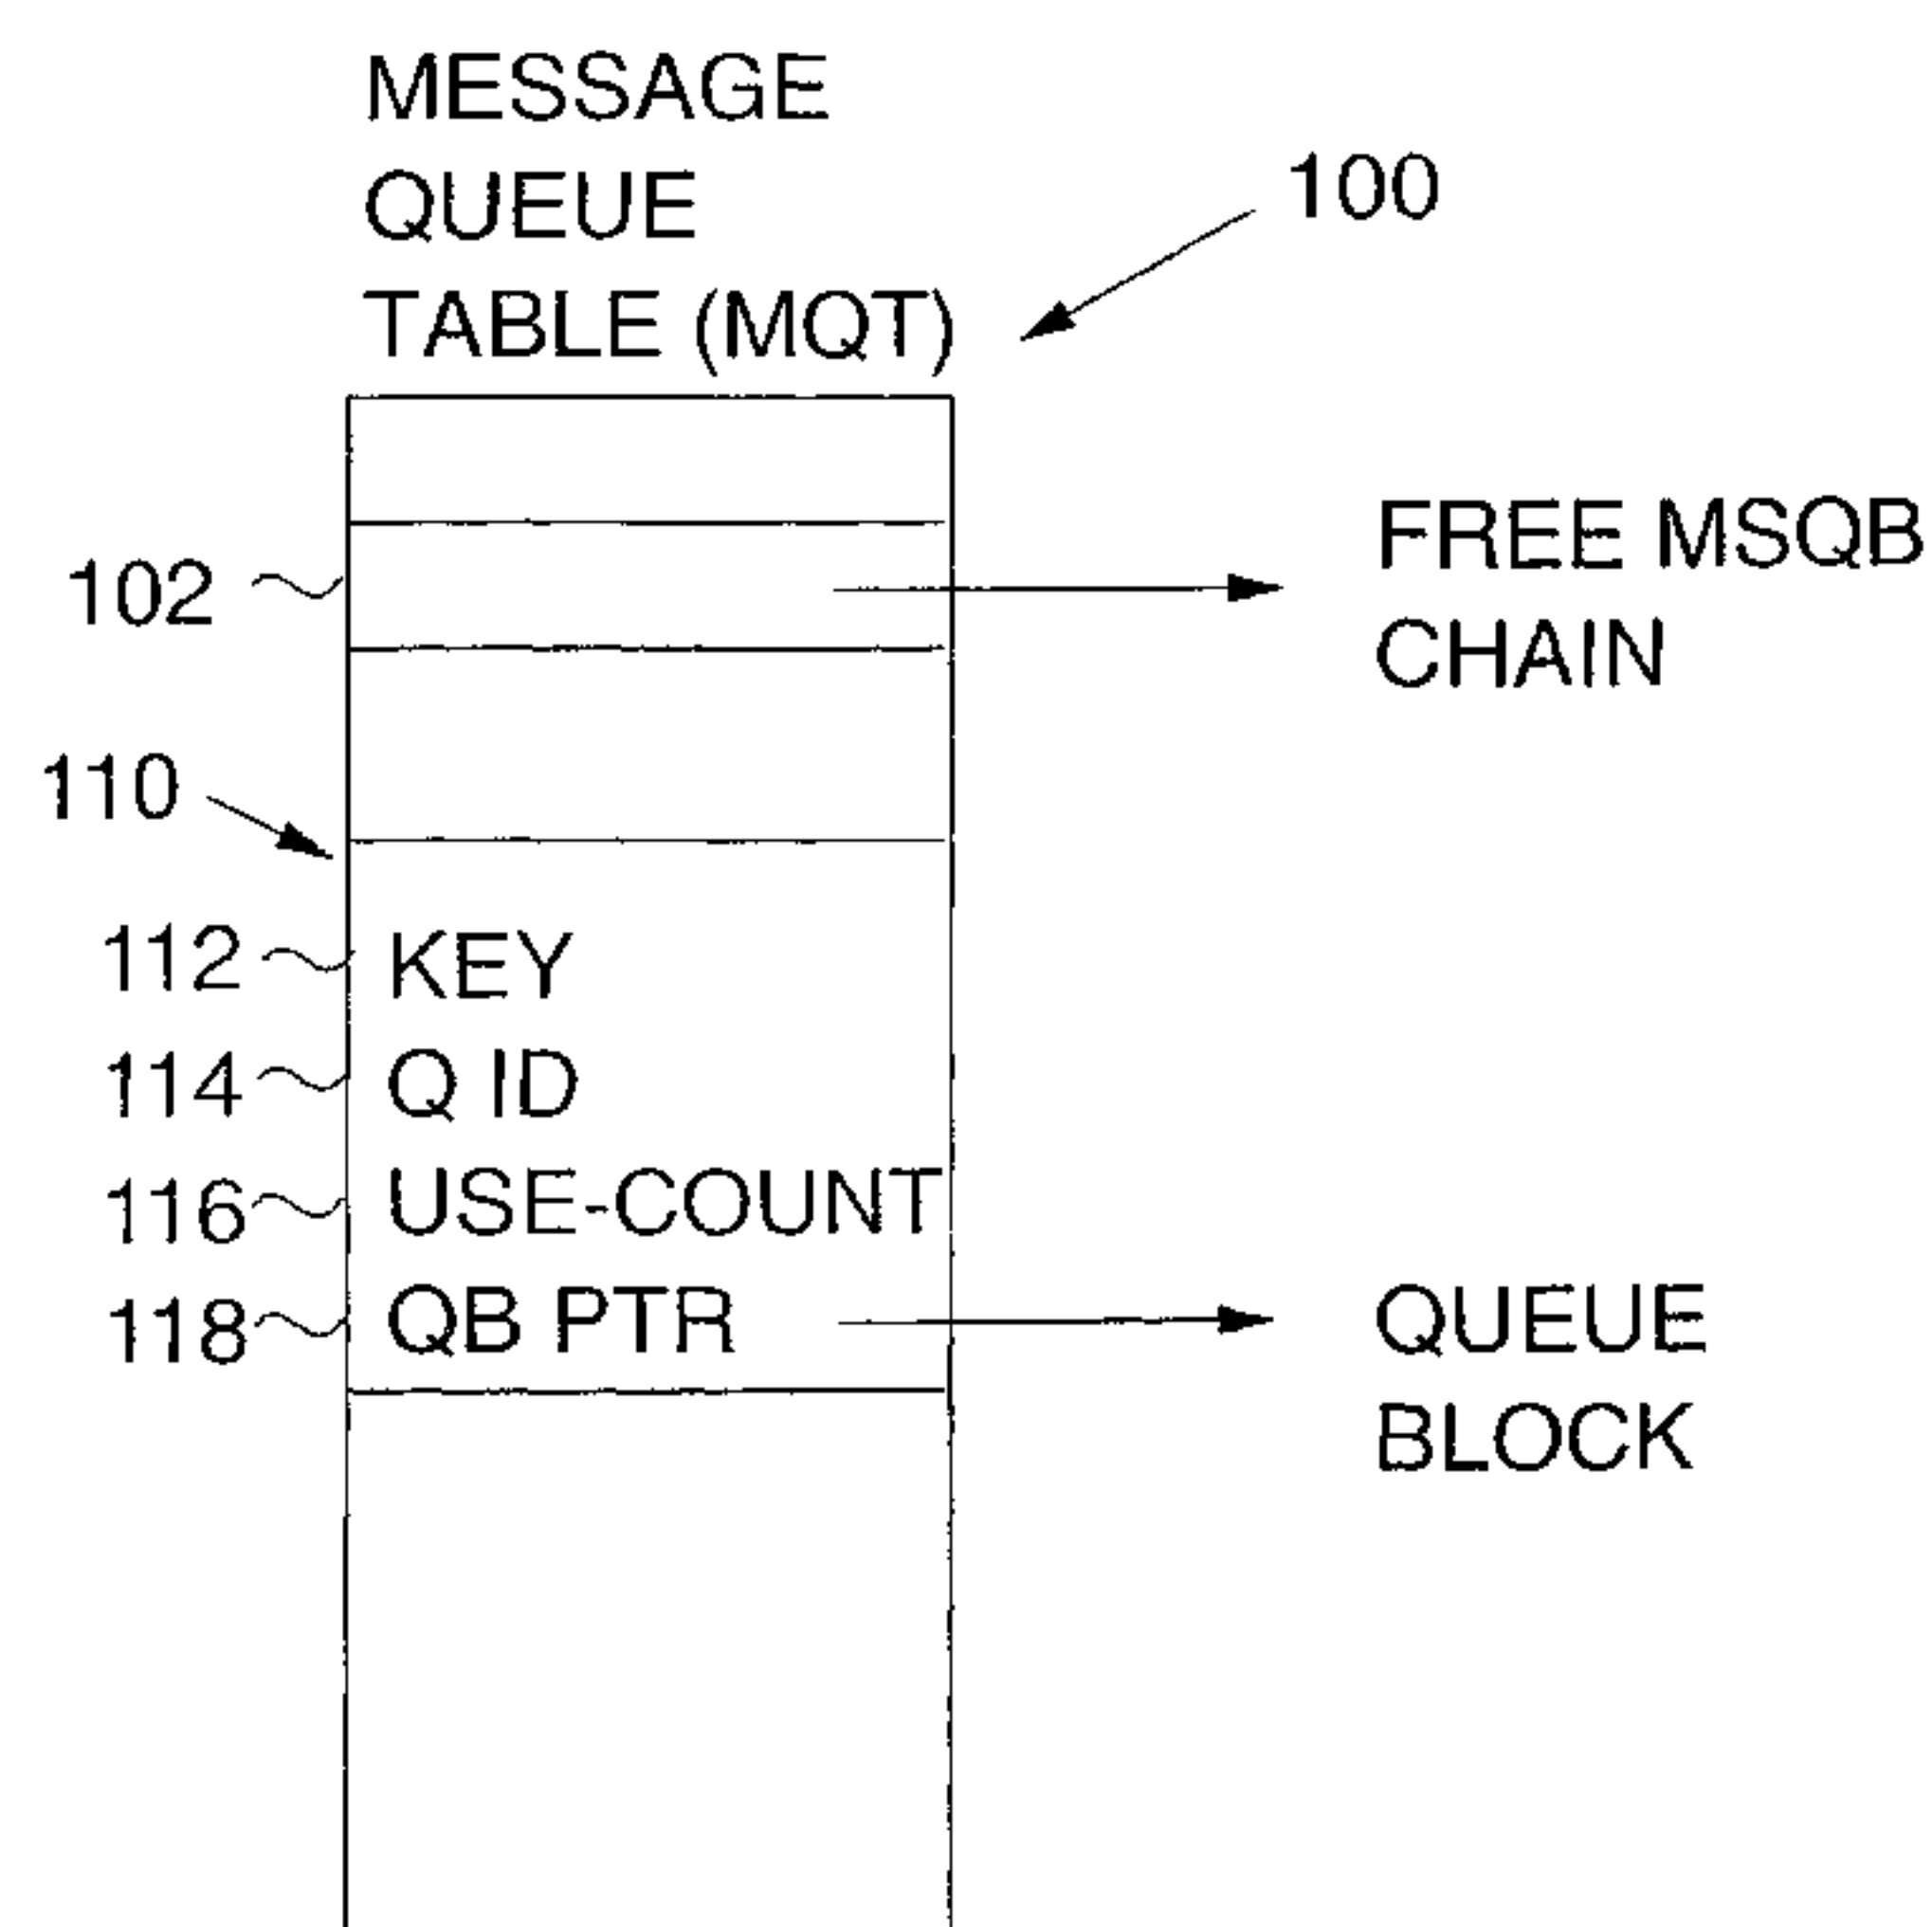 MESSAGE
QUEUE
TABLE (MQT)
100
102
FREE MSQB
CHAIN
110
112 KEY
114 Q ID
116 USE-COUNT
118 QB PTR
QUEUE
BLOCK